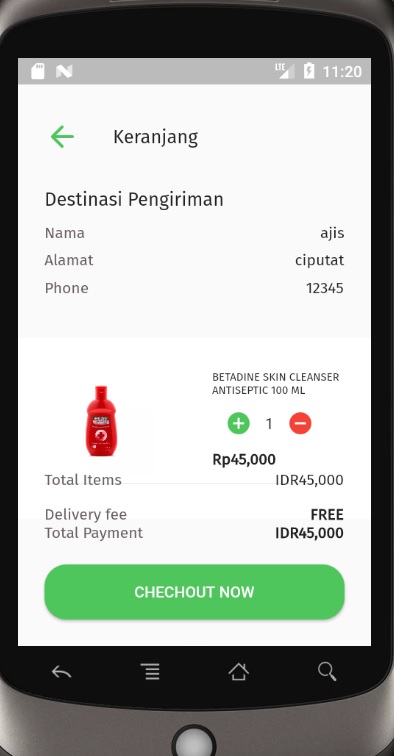 LTE 11:20
Keranjang
Destinasi Pengiriman
Nama ajis
Alamat ciputat
Phone 12345
BETADINE SKIN CLEANSER
ANTISEPTIC 100 ML
1
Rp45,000
Total Items IDR45,000
Delivery fee FREE
Total Payment IDR45,000
CHECHOUT NOW